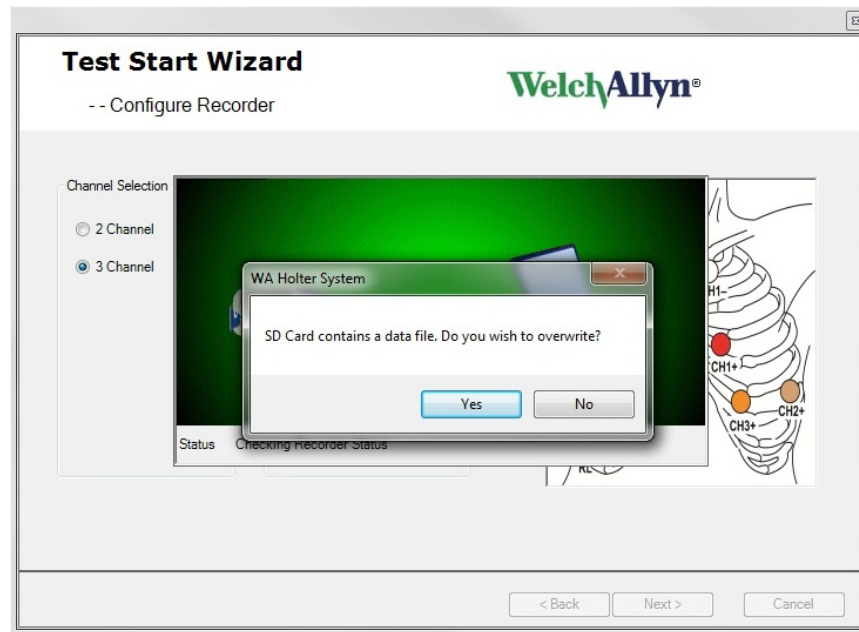 Test Start Wizard
-- Configure Recorder
WelchAllyn®
Channel Selection
2 Channel
3 Channel
WA Holter System
SD Card contains a data file. Do you wish to overwrite?
Yes
No
Status
Checking Recorder Status
CH1-
CH1+
CH3+
CH2+
RL
< Back
Next >
Cancel